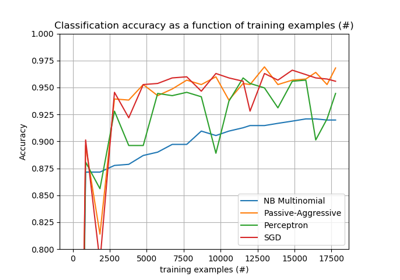 Classification accuracy as a function of training examples (#)
1.000
0.975
0.950
0.925
0.900
0.875
0.850
0.825
0.800
Accuracy
NB Multinomial
Passive-Aggressive
Perceptron
SGD
0 2500 5000 7500 10000 12500 15000 17500
training examples (#)